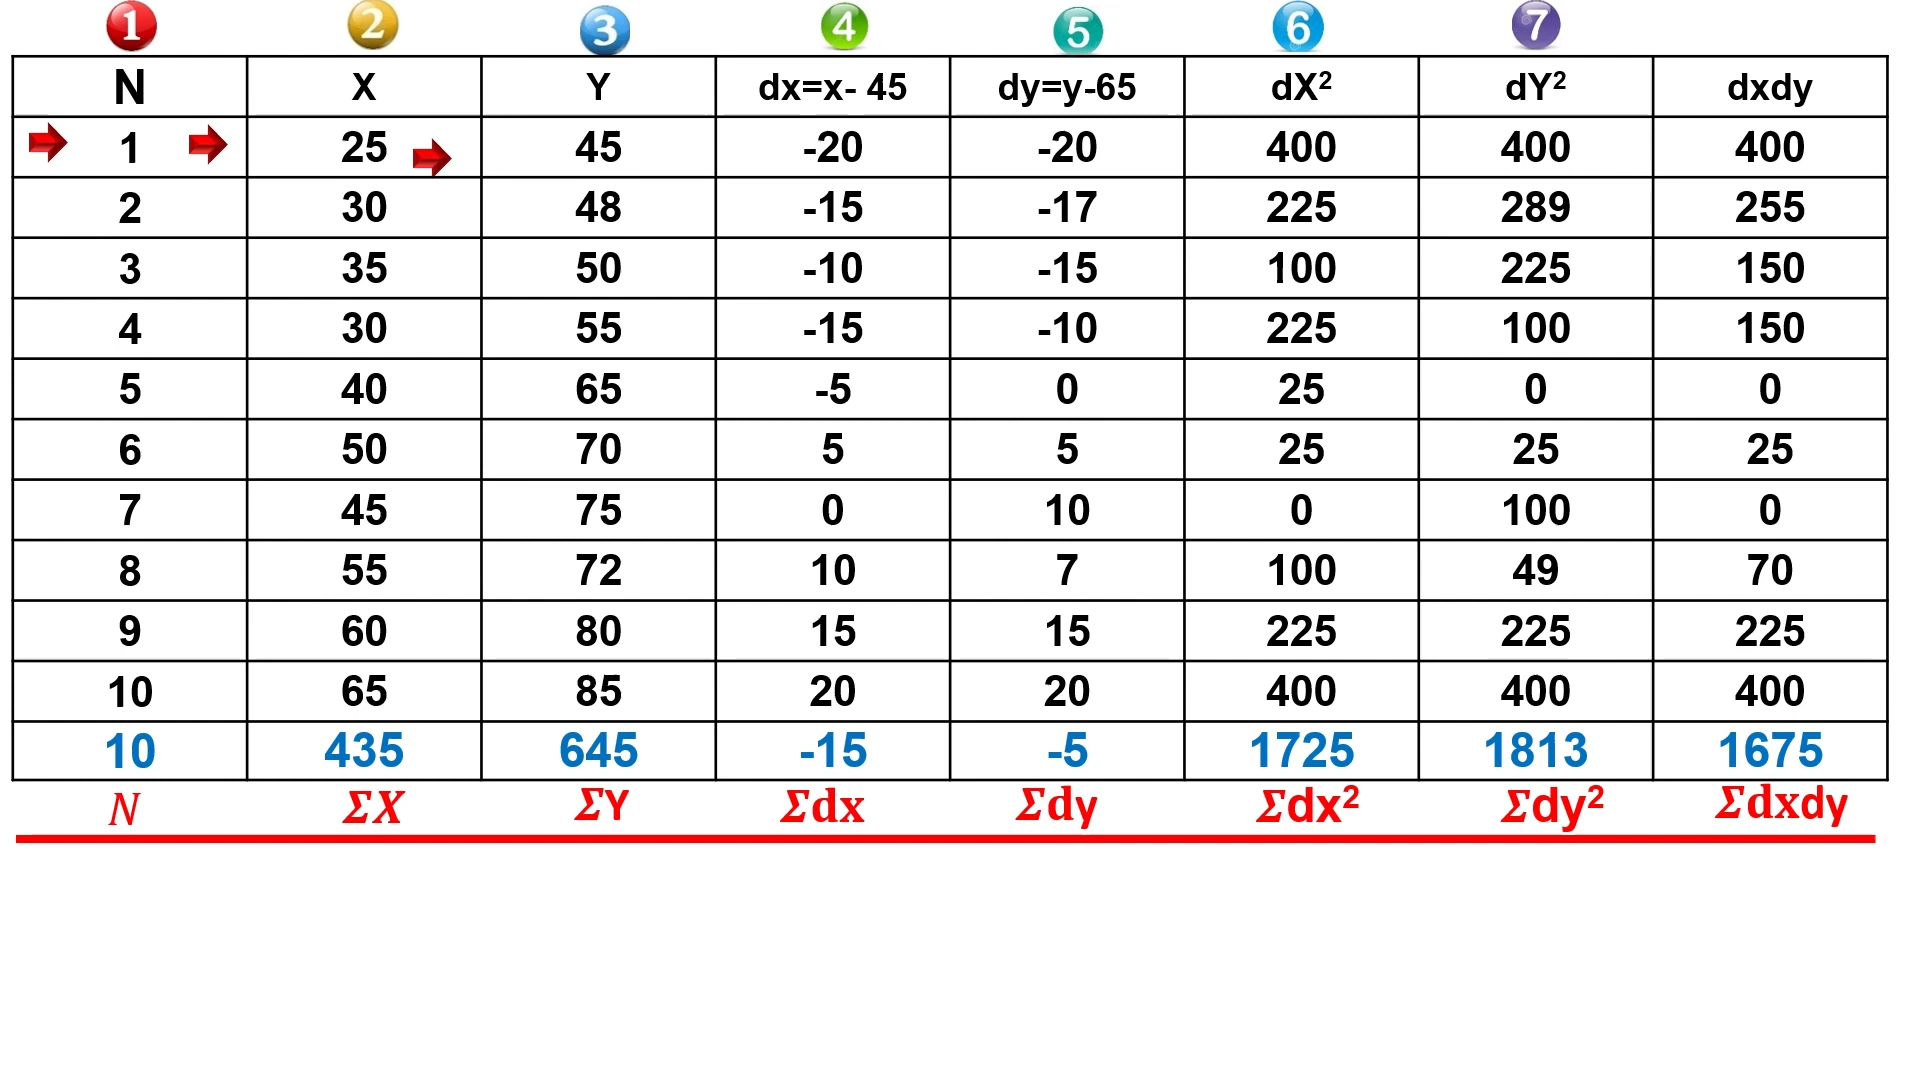 1 2 3 4 5 6 7
N X Y dx=x- 45 dy=y-65 dX² dY² dxdy
1 25 45 -20 -20 400 400 400
2 30 48 -15 -17 225 289 255
3 35 50 -10 -15 100 225 150
4 30 55 -15 -10 225 100 150
5 40 65 -5 0 25 0 0
6 50 70 5 5 25 25 25
7 45 75 0 10 0 100 0
8 55 72 10 7 100 49 70
9 60 80 15 15 225 225 225
10 65 85 20 20 400 400 400
10 435 645 -15 -5 1725 1813 1675
N ΣX ΣY Σdx Σdy Σdx² Σdy² Σdxdy